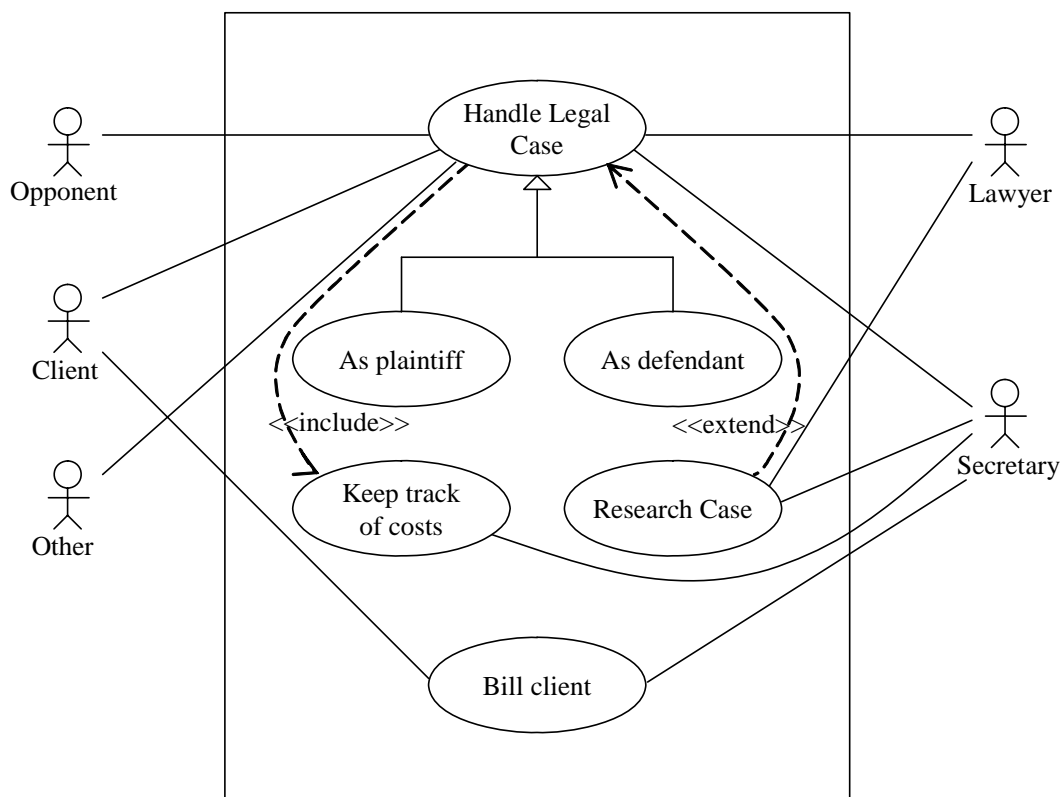 Handle Legal
Case
Opponent
Lawyer
As plaintiff
As defendant
Client
<<include>>
<<extend>>
Secretary
Keep track
of costs
Research Case
Other
Bill client